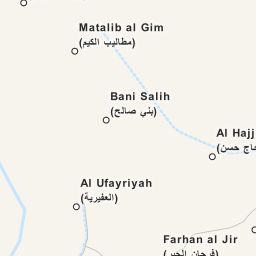 Matalib al Gim
(مطاليب الكيم)
Bani Salih
(بني صالح)
Al Hajj
حاج حسن)
Al Ufayriyah
(العفيرية)
Farhan al Jir
(فرحان الجير)